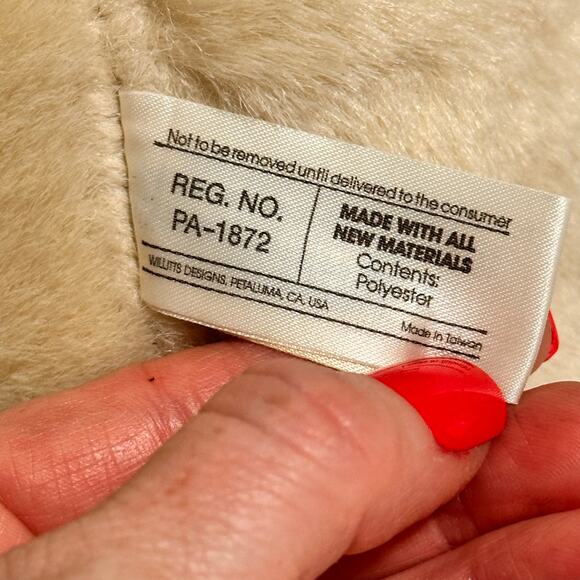 Not to be removed until delivered to the consumer
REG. NO.
PA-1872
MADE WITH ALL
NEW MATERIALS
Contents:
Polyester
WILLITTS DESIGNS, PETALUMA, CA. USA
Made in Taiwan